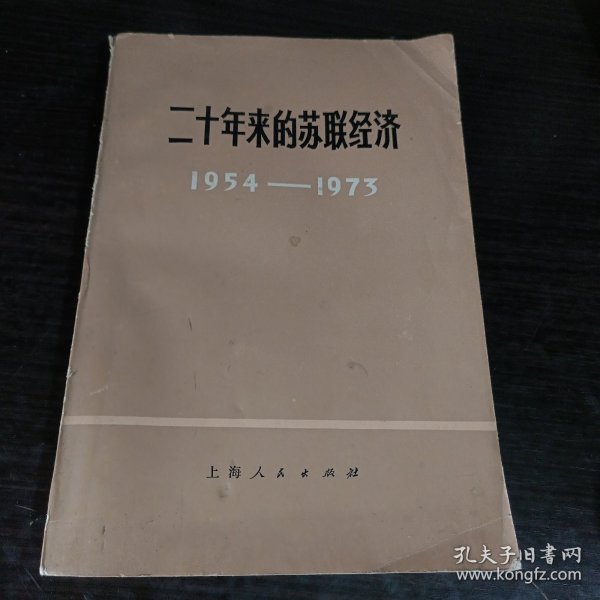 二十年来的苏联经济
1954——1973
上海人民出版社
孔夫子旧书网
www.kongfz.com